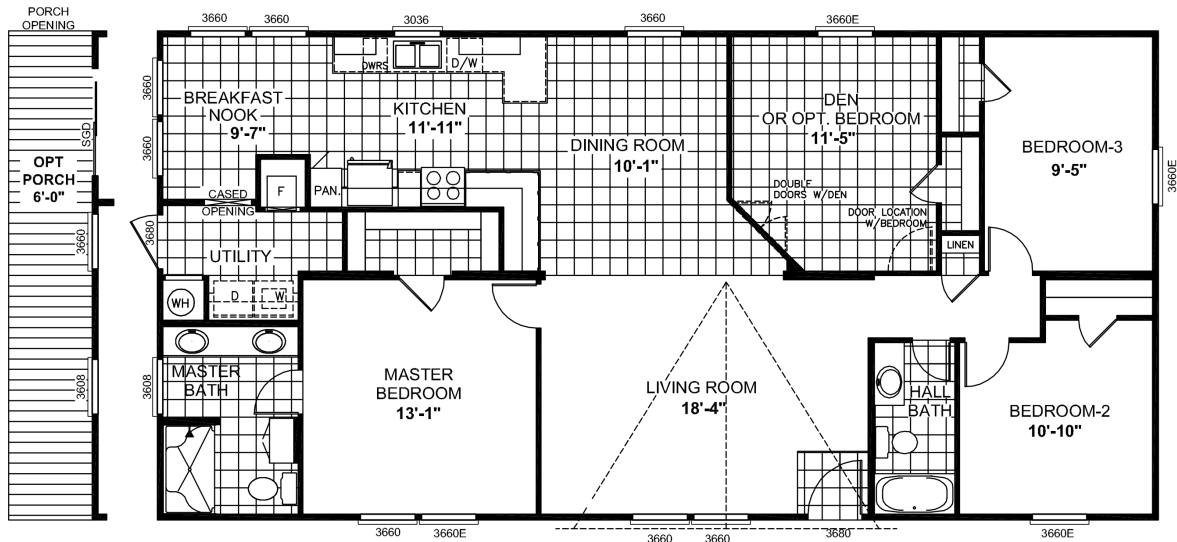 PORCH
OPENING
3660 3660
3036
3660
3660E
3660
3660
SGD
OPT
PORCH
6'-0"
3660
3608
BREAKFAST
NOOK
9'-7"
DWRS
D/W
KITCHEN
11'-11"
DINING ROOM
10'-1"
DEN
OR OPT. BEDROOM
11'-5"
BEDROOM-3
9'-5"
3660E
F
PAN.
CASED
OPENING
DOUBLE
DOORS W/DEN
DOOR LOCATION
W/BEDROOM
LINEN
3680
UTILITY
WH
D
W
MASTER
BATH
3608
MASTER
BEDROOM
13'-1"
LIVING ROOM
18'-4"
HALL
BATH
BEDROOM-2
10'-10"
3660 3660E
3660 3660
3680
3660E